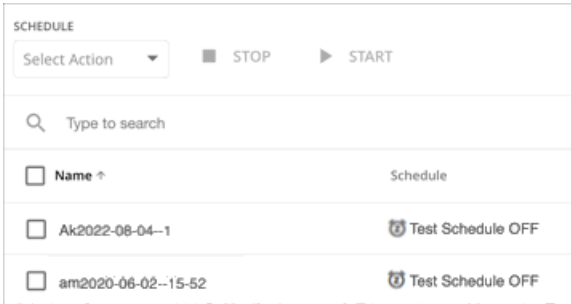 SCHEDULE
Select Action
STOP
START
Type to search
Name ↑
Schedule
Ak2022-08-04--1
Test Schedule OFF
am2020-06-02--15-52
Test Schedule OFF